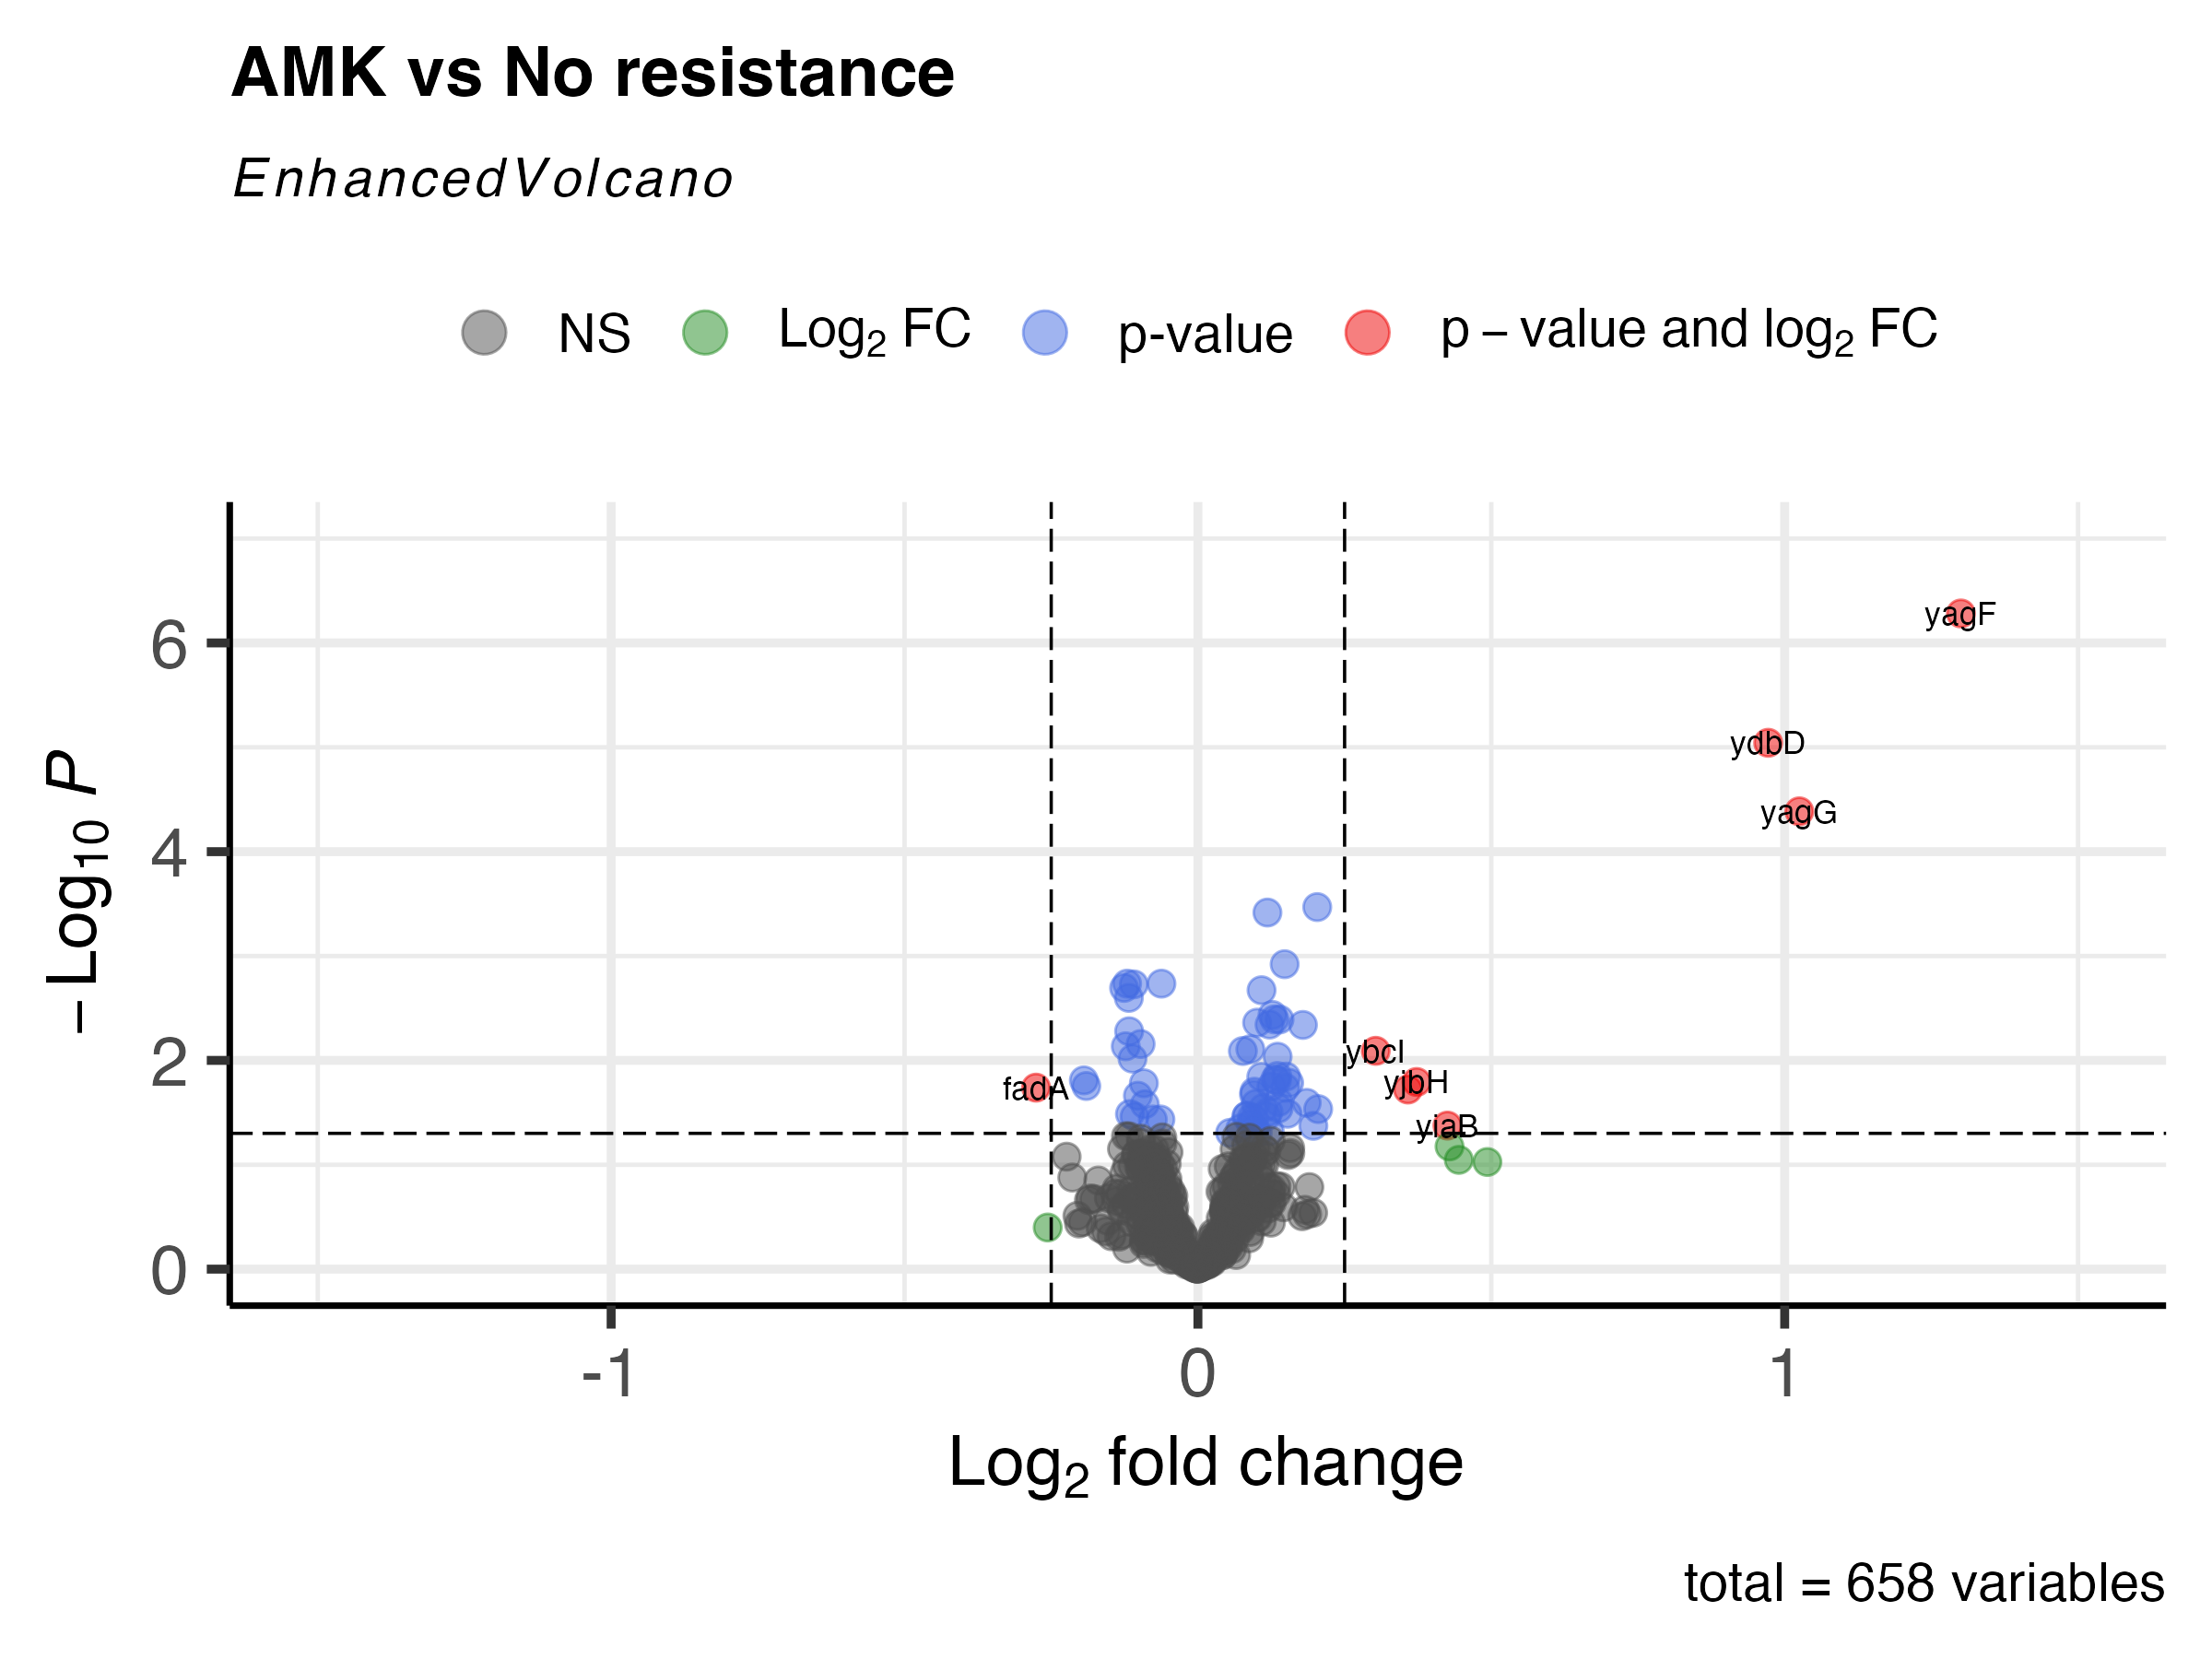 AMK vs No resistance
EnhancedVolcano
NS Log₂ FC p-value p – value and log₂ FC
– Log₁₀ P
6
4
2
0
yagF
ydbD
yagG
ybcI
yjbH
fadA
yiaB
-1 0 1
Log₂ fold change
total = 658 variables